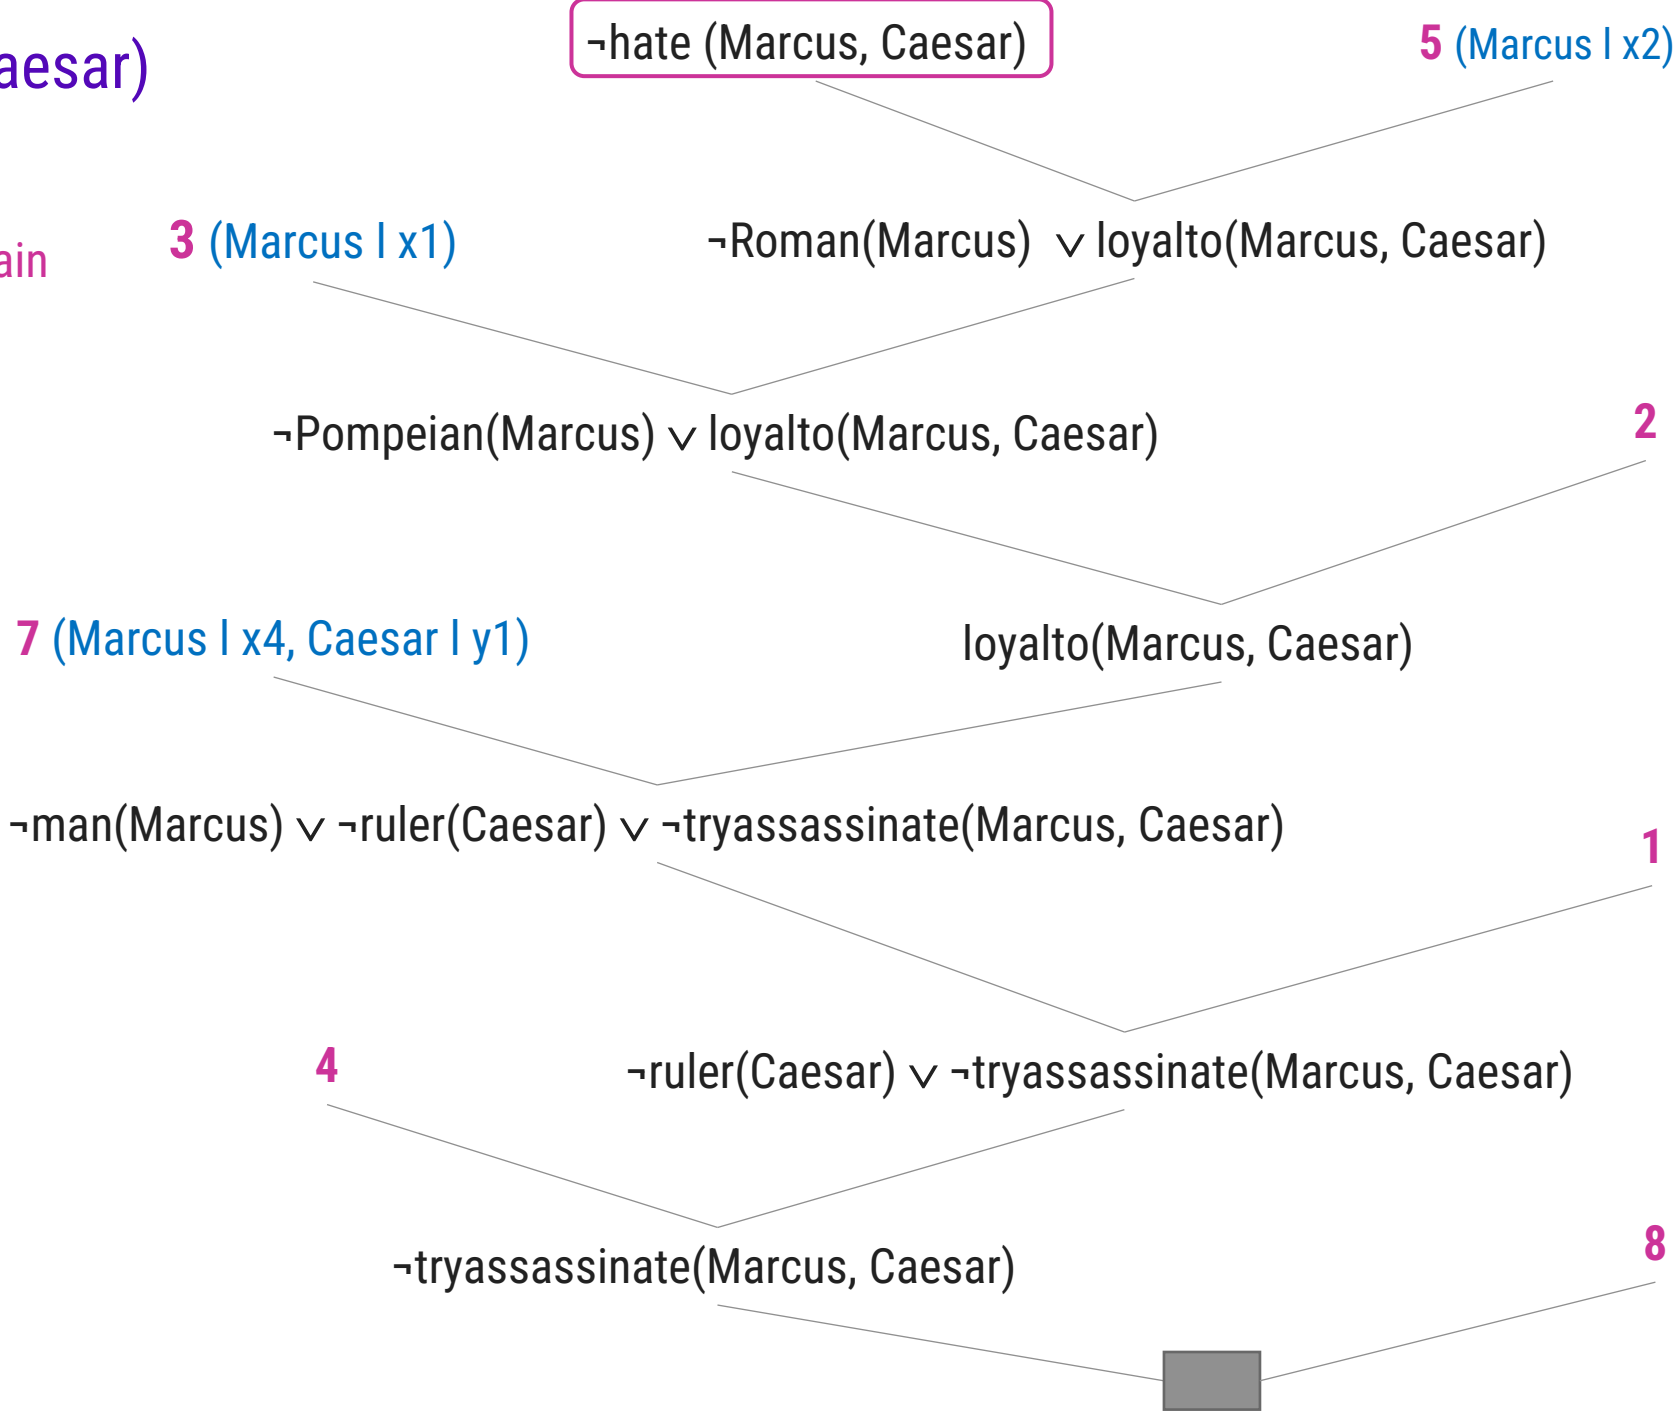 ¬hate (Marcus, Caesar)
5 (Marcus l x2)
aesar)
3 (Marcus l x1)
¬Roman(Marcus) ∨ loyalto(Marcus, Caesar)
ain
¬Pompeian(Marcus) ∨ loyalto(Marcus, Caesar)
2
7 (Marcus l x4, Caesar l y1)
loyalto(Marcus, Caesar)
¬man(Marcus) ∨ ¬ruler(Caesar) ∨ ¬tryassassinate(Marcus, Caesar)
1
4
¬ruler(Caesar) ∨ ¬tryassassinate(Marcus, Caesar)
¬tryassassinate(Marcus, Caesar)
8